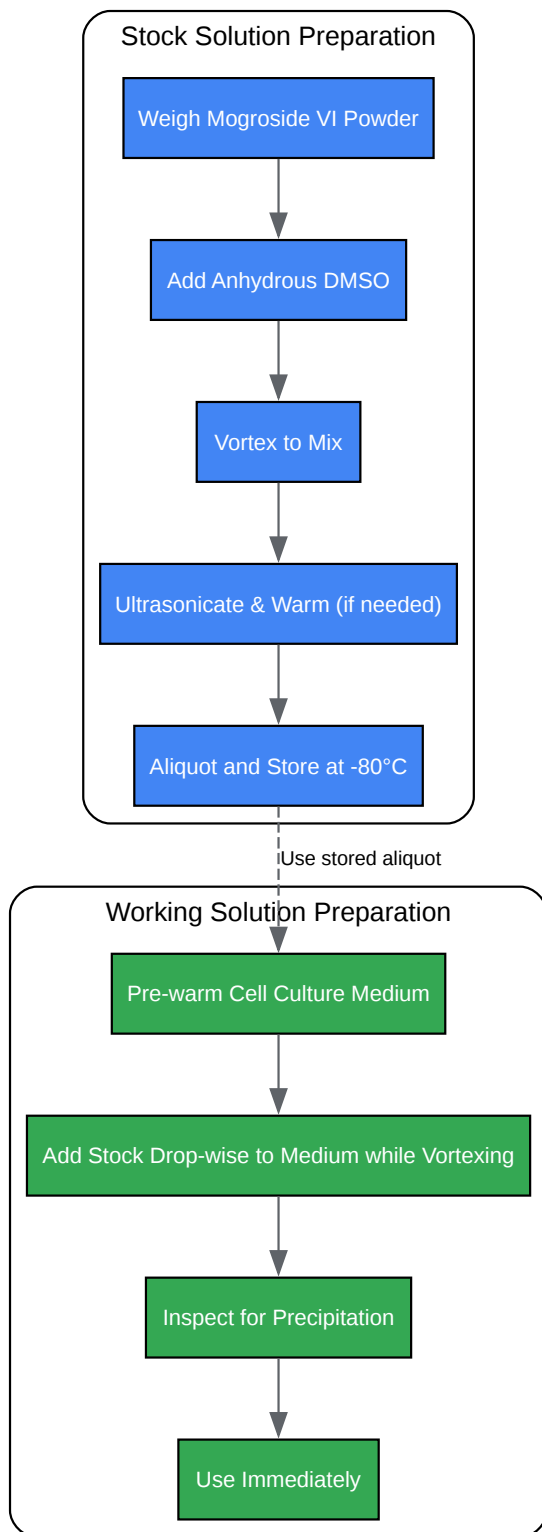 Stock Solution Preparation
Weigh Mogroside VI Powder
Add Anhydrous DMSO
Vortex to Mix
Ultrasonicate & Warm (if needed)
Aliquot and Store at -80°C
Use stored aliquot
Working Solution Preparation
Pre-warm Cell Culture Medium
Add Stock Drop-wise to Medium while Vortexing
Inspect for Precipitation
Use Immediately